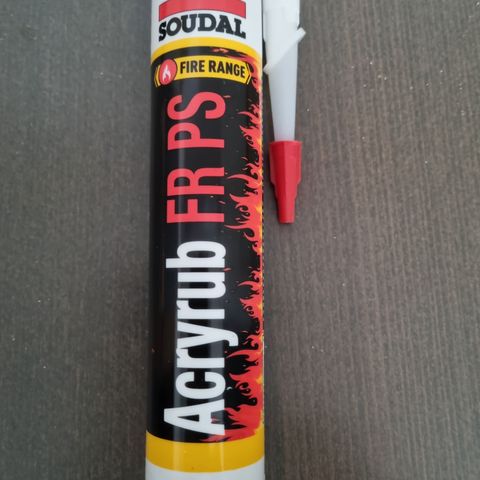 SOUDAL
FIRE RANGE
Acryrub FR PS